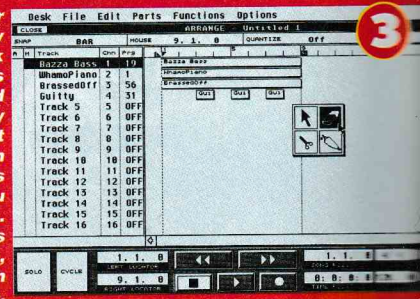 Desk File Edit Parts Functions Options
CLOSE ARRANGE - Untitled 1
SNAP BAR MOUSE 9. 1. 0 QUANTIZE Off
A M Track Chn Prg
Bazza Bass 1 19 Bazza Bass
WhamoPiano 2 1 WhamoPiano
BrassedOff 3 56 BrassedOff
Guitty 4 31 Gui Gui Gui
Track 5 5 OFF
Track 6 6 OFF
Track 7 7 OFF
Track 8 8 OFF
Track 9 9 OFF
Track 10 10 OFF
Track 11 11 OFF
Track 12 12 OFF
Track 13 13 OFF
Track 14 14 OFF
Track 15 15 OFF
Track 16 16 OFF
SOLO CYCLE
1. 1. 0
LEFT LOCATOR
9. 1. 0
RIGHT LOCATOR
1. 1. 0
0: 0: 0
3